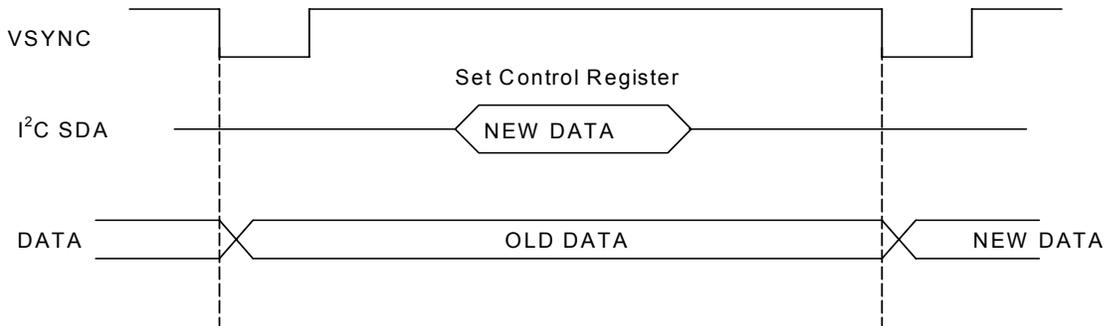 VSYNC
Set Control Register
I²C SDA
NEW DATA
DATA
OLD DATA
NEW DATA